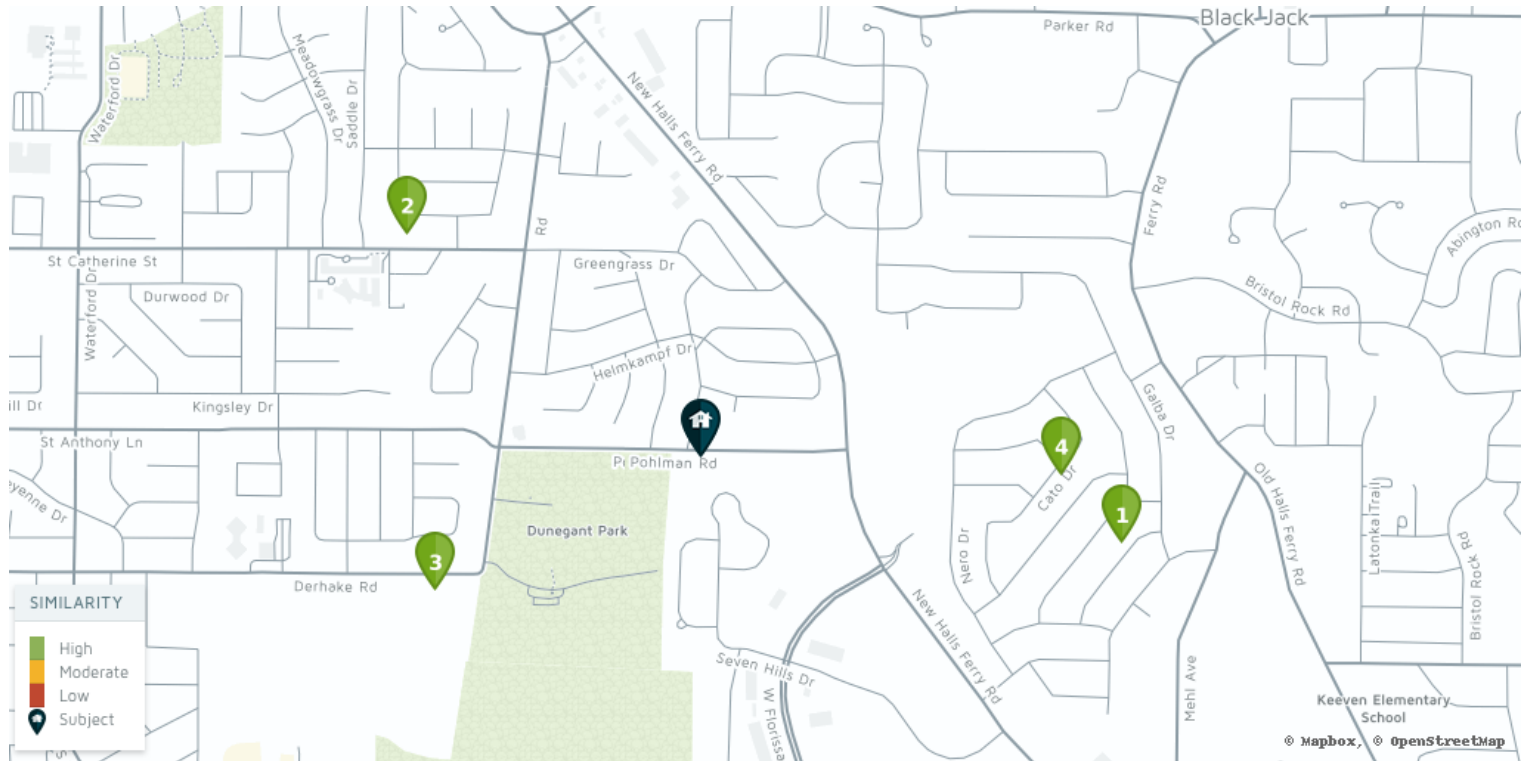 Black Jack
Parker Rd
Waterford Dr
Meadowgrass Dr
Saddle Dr
New Halls Ferry Rd
2
Rd
Ferry Rd
Abington Rd
St Catherine St
Greengrass Dr
Waterford Dr
Durwood Dr
Bristol Rock Rd
Helmkampf Dr
ill Dr
Kingsley Dr
Galba Dr
St Anthony Ln
4
P Pohlman Rd
Cato Dr
1
eyenne Dr
Old Halls Ferry Rd
Latonka Trail
Dunegant Park
Nero Dr
Bristol Rock Rd
3
Derhake Rd
New Halls Ferry Rd
SIMILARITY
High
Moderate
Low
Subject
Seven Hills Dr
W Florissa
Mehl Ave
Keeven Elementary
School
S
© Mapbox, © OpenStreetMap